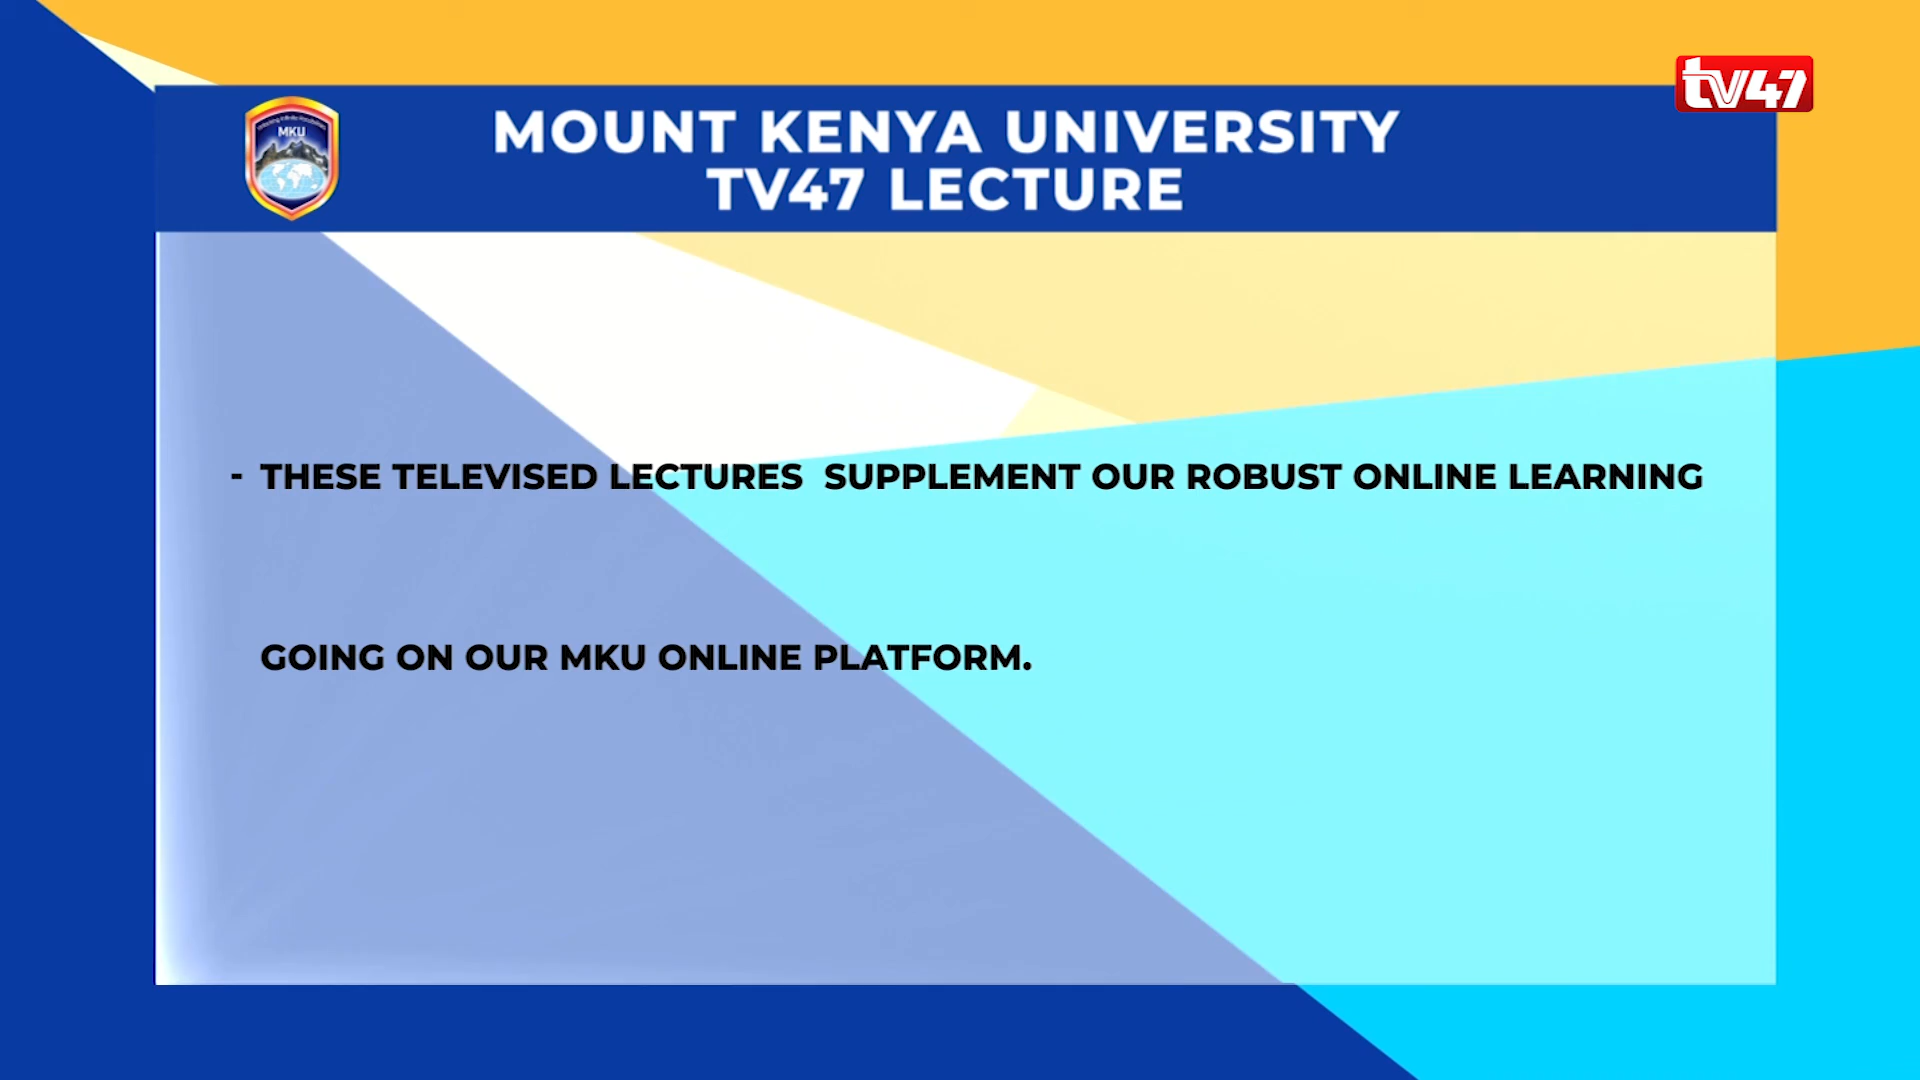 tv47
MKU
MOUNT KENYA UNIVERSITY
TV47 LECTURE
- THESE TELEVISED LECTURES SUPPLEMENT OUR ROBUST ONLINE LEARNING
GOING ON OUR MKU ONLINE PLATFORM.